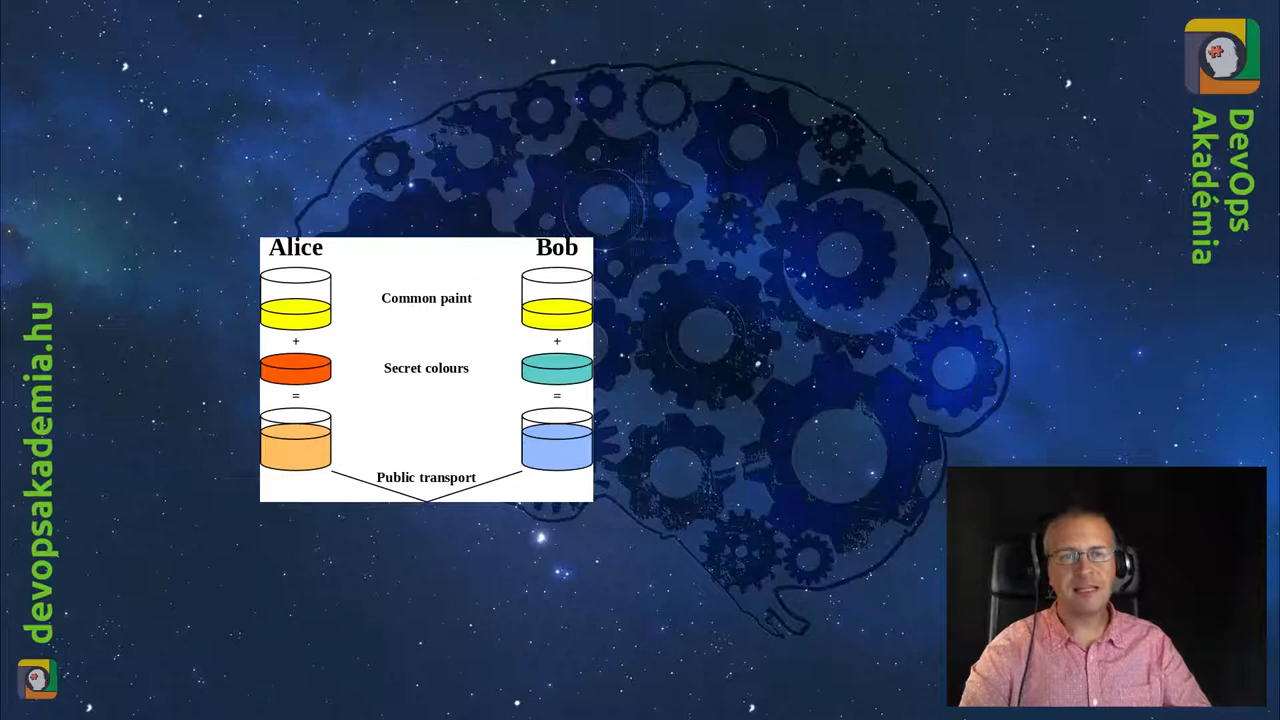 DevOps
Akadémia
Alice
Bob
Common paint
+
+
Secret colours
=
=
Public transport
devopsakademia.hu